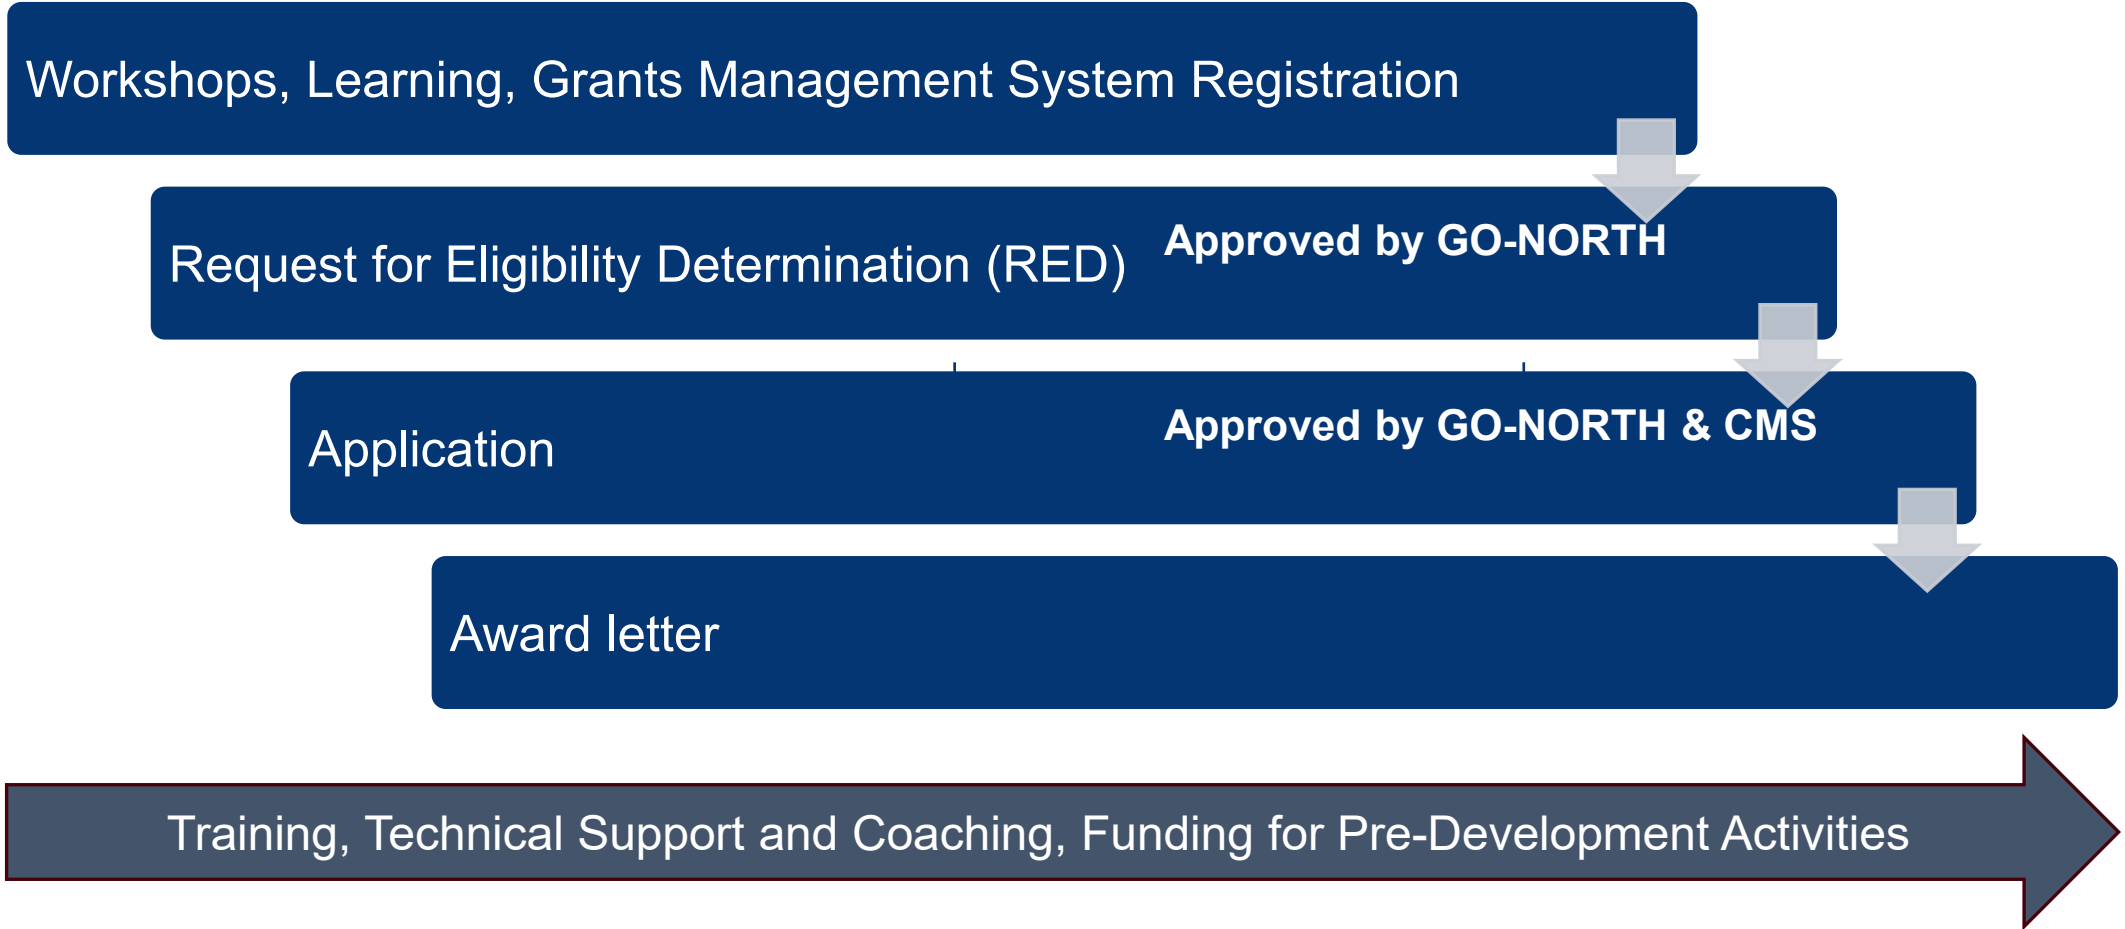 Workshops, Learning, Grants Management System Registration
Request for Eligibility Determination (RED)
Approved by GO-NORTH
Application
Approved by GO-NORTH & CMS
Award letter
Training, Technical Support and Coaching, Funding for Pre-Development Activities